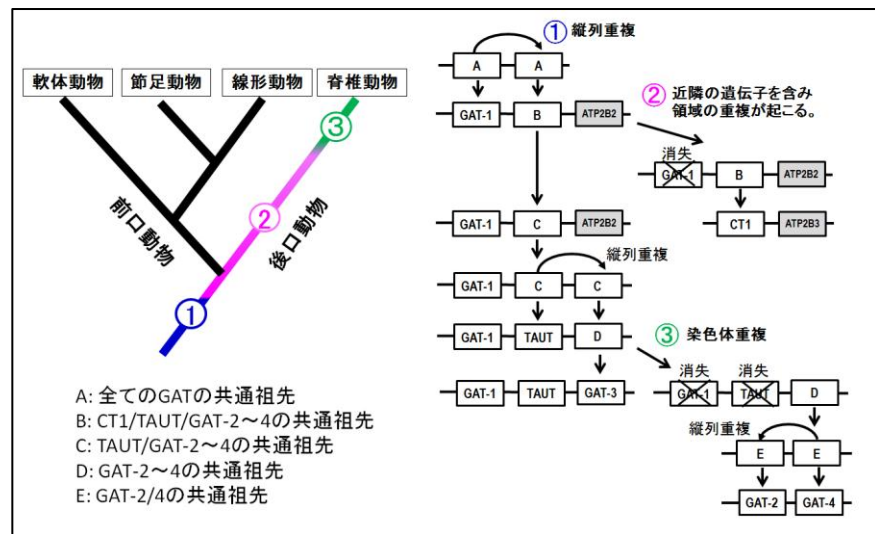 軟体動物 節足動物 線形動物 脊椎動物
③
②
前口動物
後口動物
①
A: 全てのGATの共通祖先
B: CT1/TAUT/GAT-2～4の共通祖先
C: TAUT/GAT-2～4の共通祖先
D: GAT-2～4の共通祖先
E: GAT-2/4の共通祖先
① 縦列重複
A A
GAT-1 B ATP2B2
② 近隣の遺伝子を含み
領域の重複が起こる。
消失
GAT-1 B ATP2B2
CT1 ATP2B3
GAT-1 C ATP2B2
縦列重複
GAT-1 C C
GAT-1 TAUT D
GAT-1 TAUT GAT-3
③ 染色体重複
消失 消失
GAT-1 TAUT D
縦列重複
E E
GAT-2 GAT-4